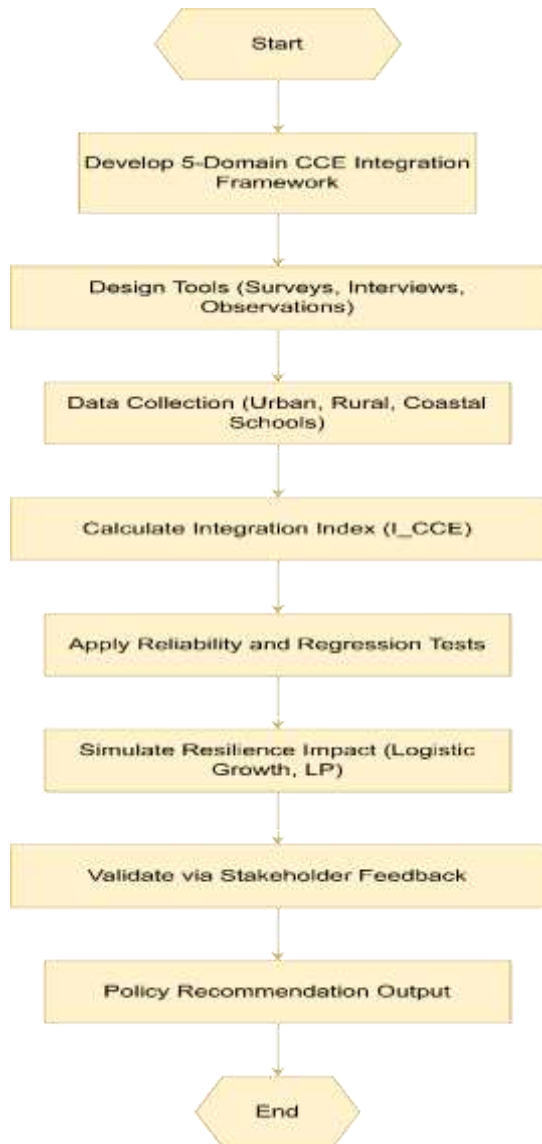 Start
Develop 5-Domain CCE Integration
Framework
Design Tools (Surveys, Interviews,
Observations)
Data Collection (Urban, Rural, Coastal
Schools)
Calculate Integration Index (I_CCE)
Apply Reliability and Regression Tests
Simulate Resilience Impact (Logistic
Growth, LP)
Validate via Stakeholder Feedback
Policy Recommendation Output
End